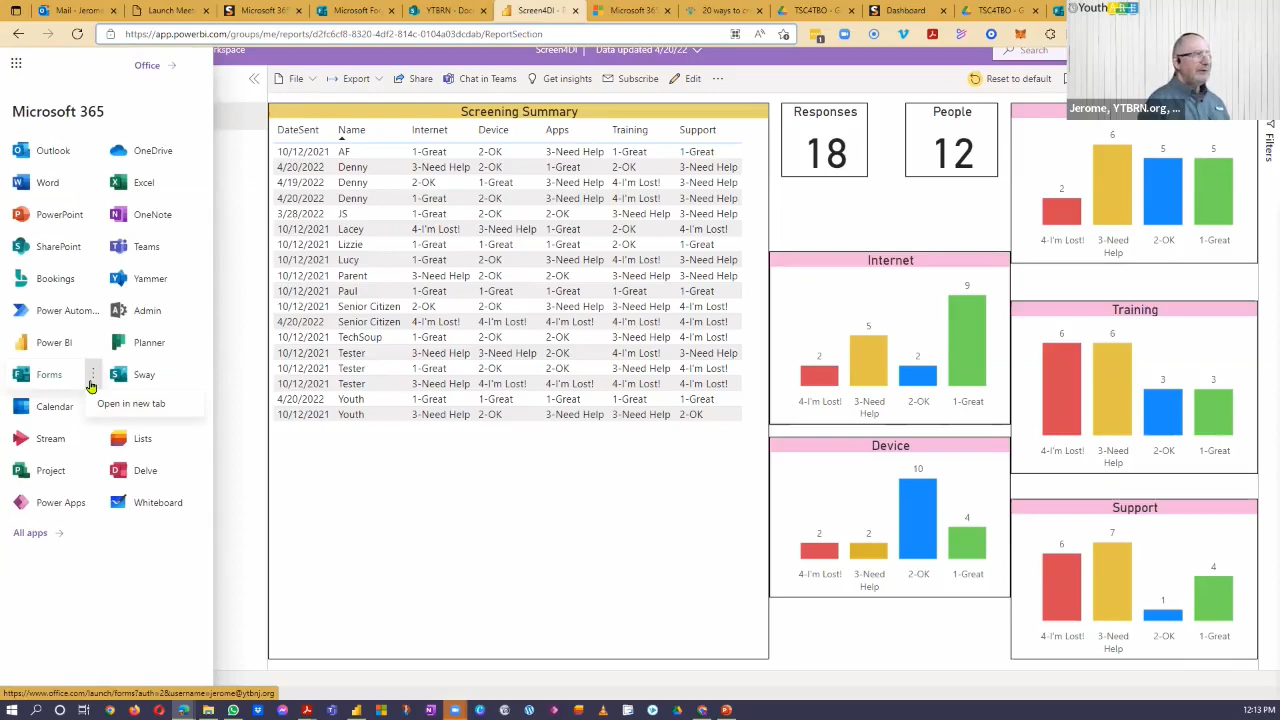 Microsoft 365 ...
Microsoft Fo...
YTBRN - Doc...
Screen4DI - P
Microsoft 365
20 ways to c
TSC4TBO - G
Dashboard
TSC4TBO - G
Launch Meet
https://app.powerbi.com/groups/me/reports/d2fc6cf8-8320-4df2-814c-0104a03dcdab/ReportSection
Youth
Jerome, YTBRN.org, ...
Office
kspace
Screen4DI
Data updated 4/20/22
Search
File
Export
Share
Chat in Teams
Get insights
Subscribe
Edit
Reset to default
Filters
Microsoft 365
Outlook
OneDrive
Word
Excel
PowerPoint
OneNote
SharePoint
Teams
Bookings
Yammer
Power Autom...
Admin
Power BI
Planner
Forms
Sway
Open in new tab
Calendar
Stream
Lists
Project
Delve
Power Apps
Whiteboard
All apps
Screening Summary
DateSent Name Internet Device Apps Training Support
10/12/2021 AF 1-Great 2-OK 3-Need Help 1-Great 1-Great
4/20/2022 Denny 3-Need Help 2-OK 1-Great 2-OK 3-Need Help
4/19/2022 Denny 2-OK 1-Great 3-Need Help 4-I'm Lost! 3-Need Help
4/20/2022 Denny 1-Great 2-OK 3-Need Help 4-I'm Lost! 3-Need Help
3/28/2022 JS 1-Great 2-OK 2-OK 3-Need Help 3-Need Help
10/12/2021 Lacey 4-I'm Lost! 3-Need Help 1-Great 2-OK 4-I'm Lost!
10/12/2021 Lizzie 1-Great 1-Great 1-Great 2-OK 1-Great
10/12/2021 Lucy 3-Need Help 2-OK 1-Great 4-I'm Lost! 3-Need Help
10/12/2021 Parent 3-Need Help 2-OK 2-OK 3-Need Help 3-Need Help
10/12/2021 Paul 1-Great 1-Great 1-Great 1-Great 1-Great
10/12/2021 Senior Citizen 2-OK 2-OK 3-Need Help 3-Need Help 4-I'm Lost!
4/20/2022 Senior Citizen 4-I'm Lost! 4-I'm Lost! 4-I'm Lost! 4-I'm Lost! 4-I'm Lost!
10/12/2021 TechSoup 1-Great 2-OK 2-OK 3-Need Help 4-I'm Lost!
10/12/2021 Tester 3-Need Help 3-Need Help 2-OK 4-I'm Lost! 3-Need Help
10/12/2021 Tester 1-Great 2-OK 2-OK 3-Need Help 4-I'm Lost!
10/12/2021 Tester 3-Need Help 4-I'm Lost! 4-I'm Lost! 4-I'm Lost! 4-I'm Lost!
4/20/2022 Youth 1-Great 1-Great 1-Great 1-Great 1-Great
10/12/2021 Youth 3-Need Help 2-OK 3-Need Help 3-Need Help 2-OK
Responses
18
People
12
2 6 5 5
4-I'm Lost! 3-Need Help 2-OK 1-Great
Internet
2 5 2 9
4-I'm Lost! 3-Need Help 2-OK 1-Great
Training
6 6 3 3
4-I'm Lost! 3-Need Help 2-OK 1-Great
Device
2 2 10 4
4-I'm Lost! 3-Need Help 2-OK 1-Great
Support
6 7 1 4
4-I'm Lost! 3-Need Help 2-OK 1-Great
https://www.office.com/launch/forms?auth=2&username=jerome@ytbnj.org
12:13 PM